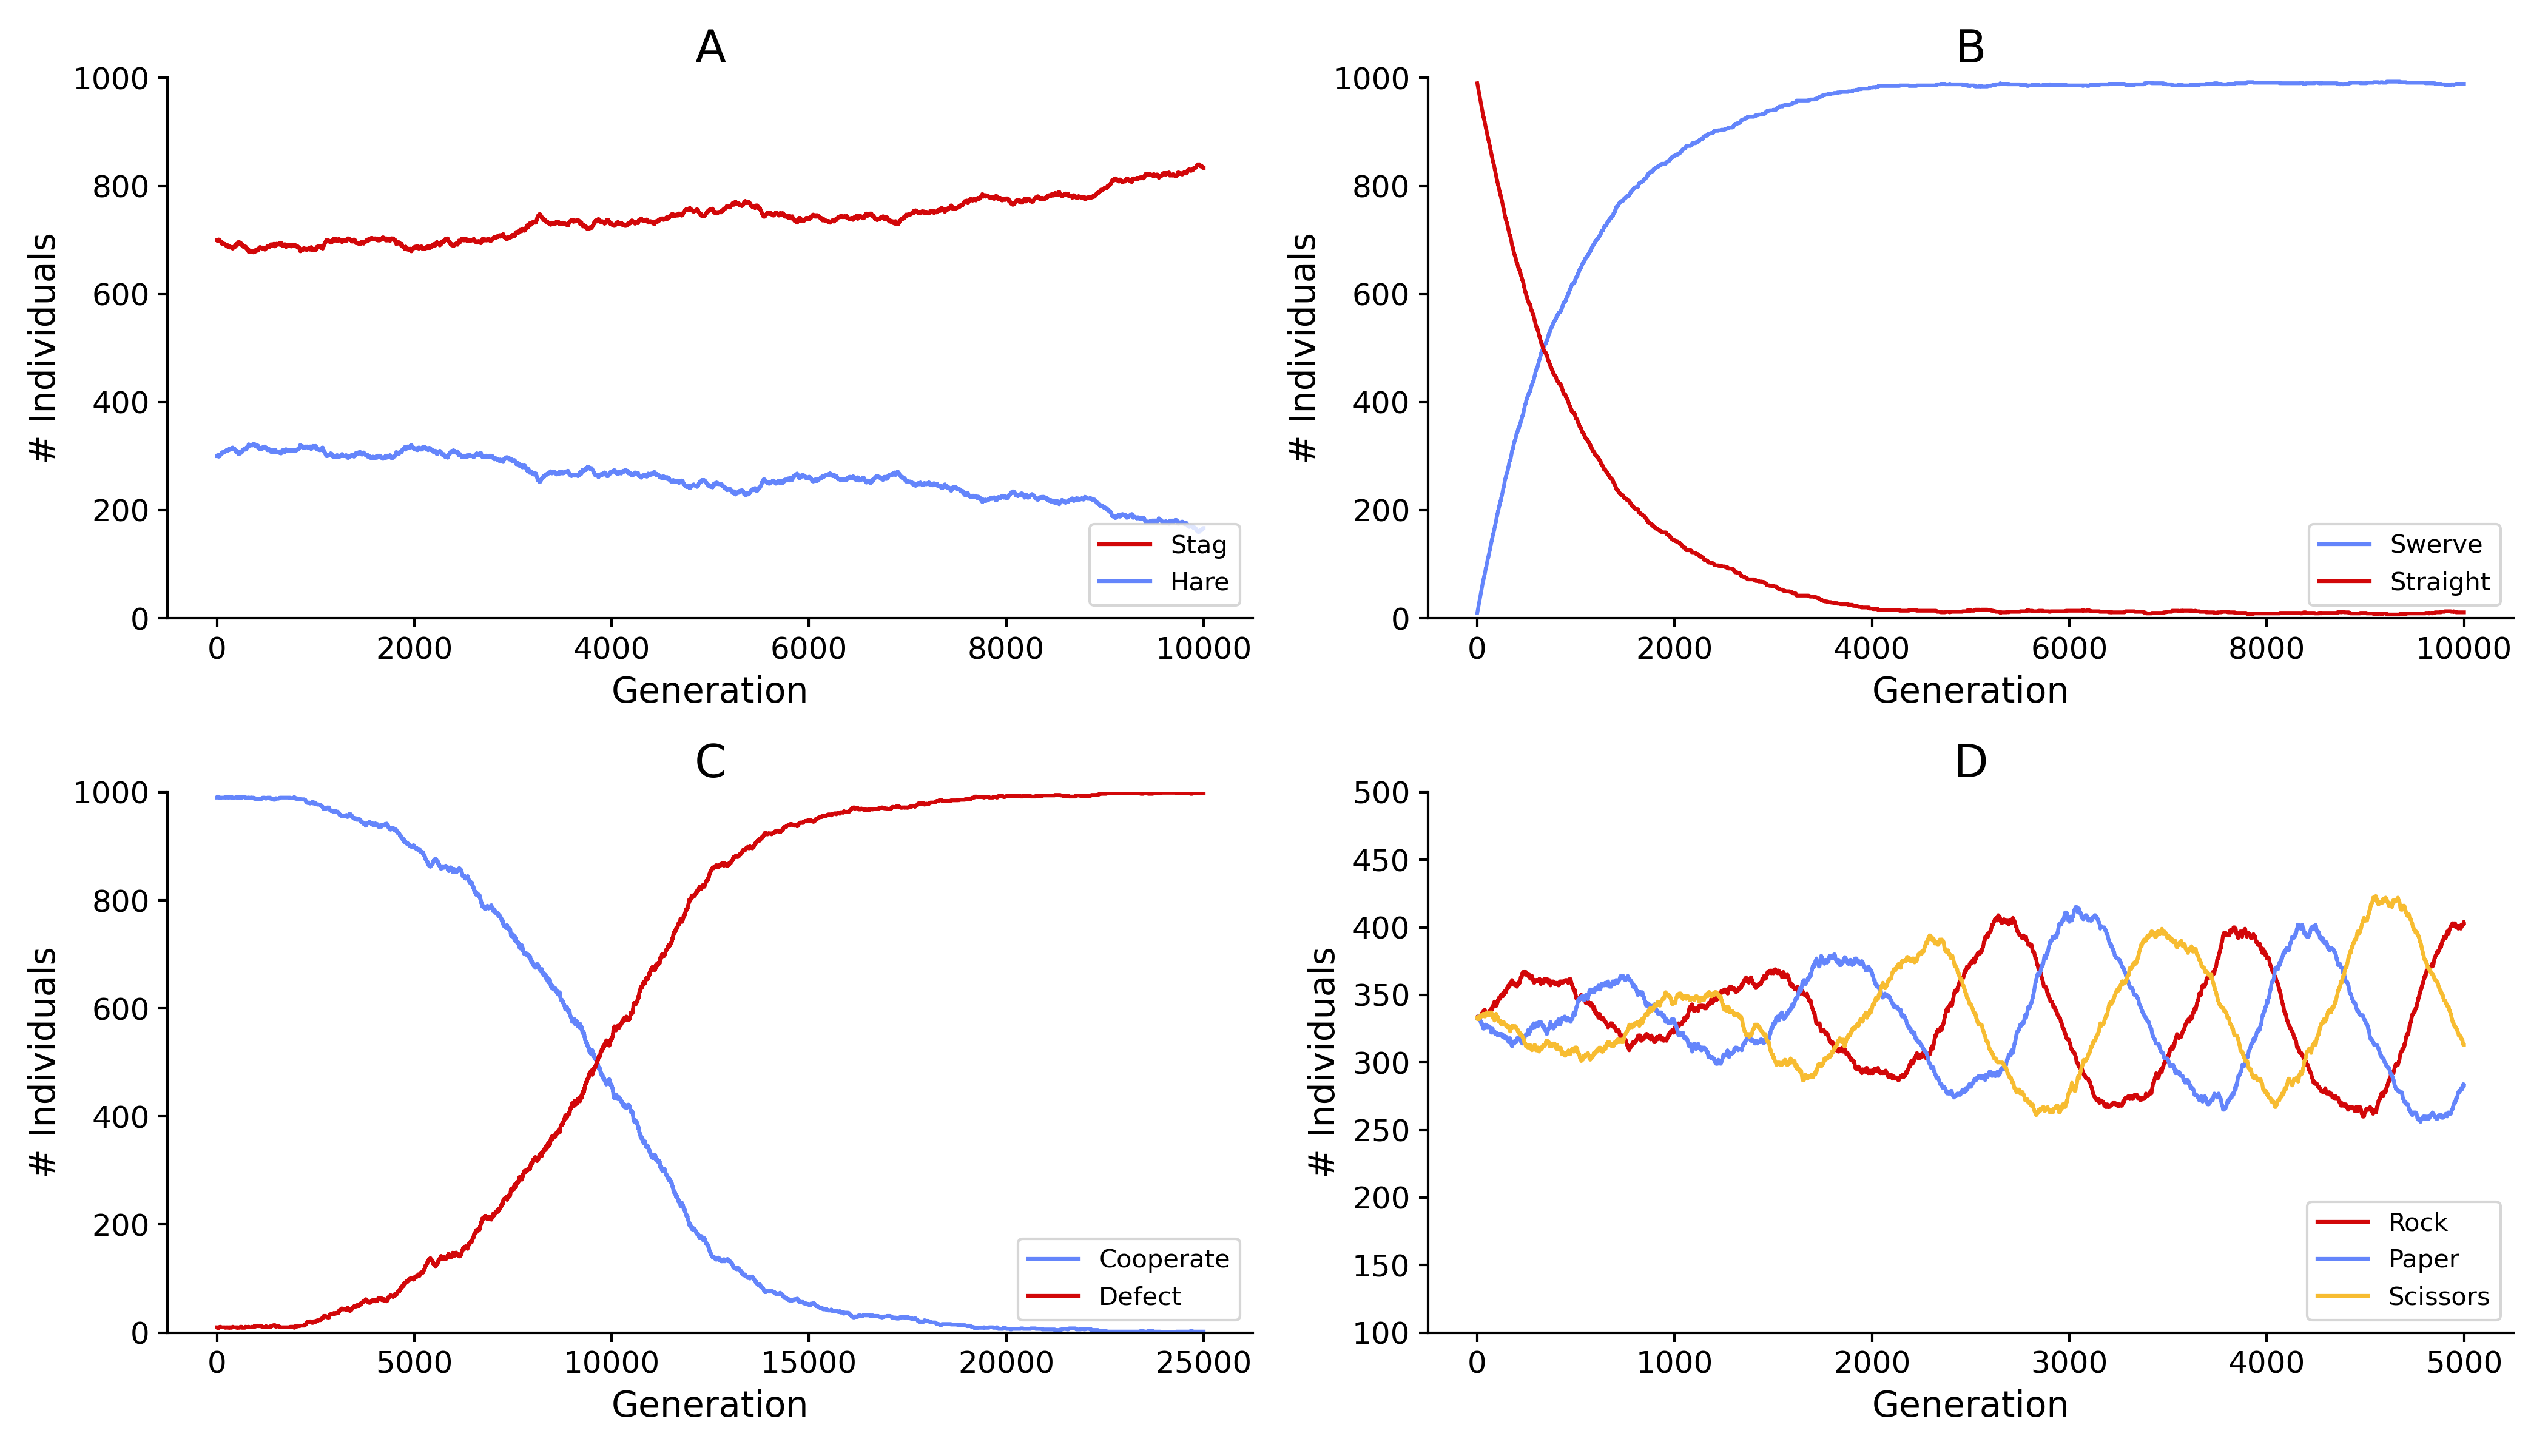 A
# Individuals
1000
800
600
400
200
0
0 2000 4000 6000 8000 10000
Generation
Stag
Hare
B
# Individuals
1000
800
600
400
200
0
0 2000 4000 6000 8000 10000
Generation
Swerve
Straight
C
# Individuals
1000
800
600
400
200
0
0 5000 10000 15000 20000 25000
Generation
Cooperate
Defect
D
# Individuals
500
450
400
350
300
250
200
150
100
0 1000 2000 3000 4000 5000
Generation
Rock
Paper
Scissors